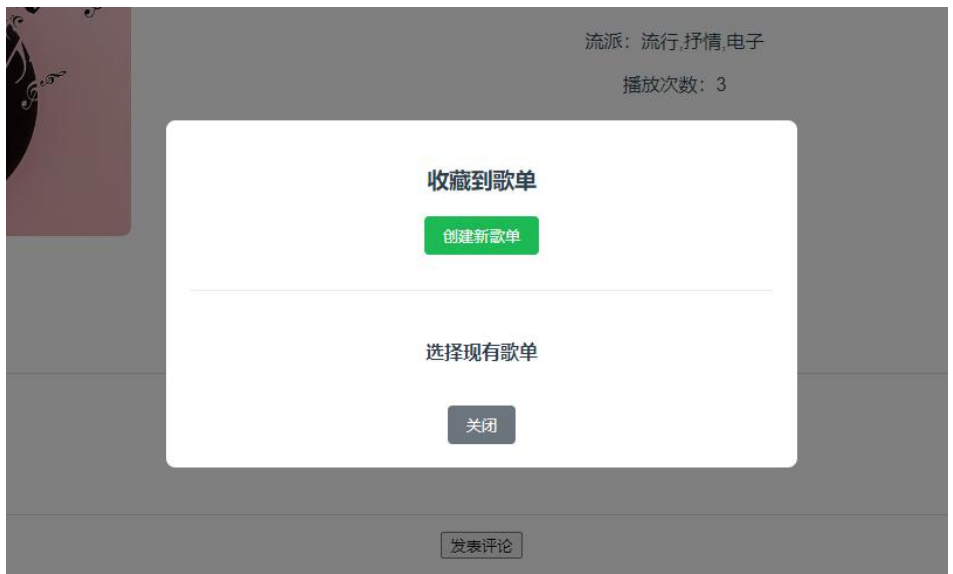 流派：流行,抒情,电子
播放次数：3
收藏到歌单
创建新歌单
选择现有歌单
关闭
发表评论